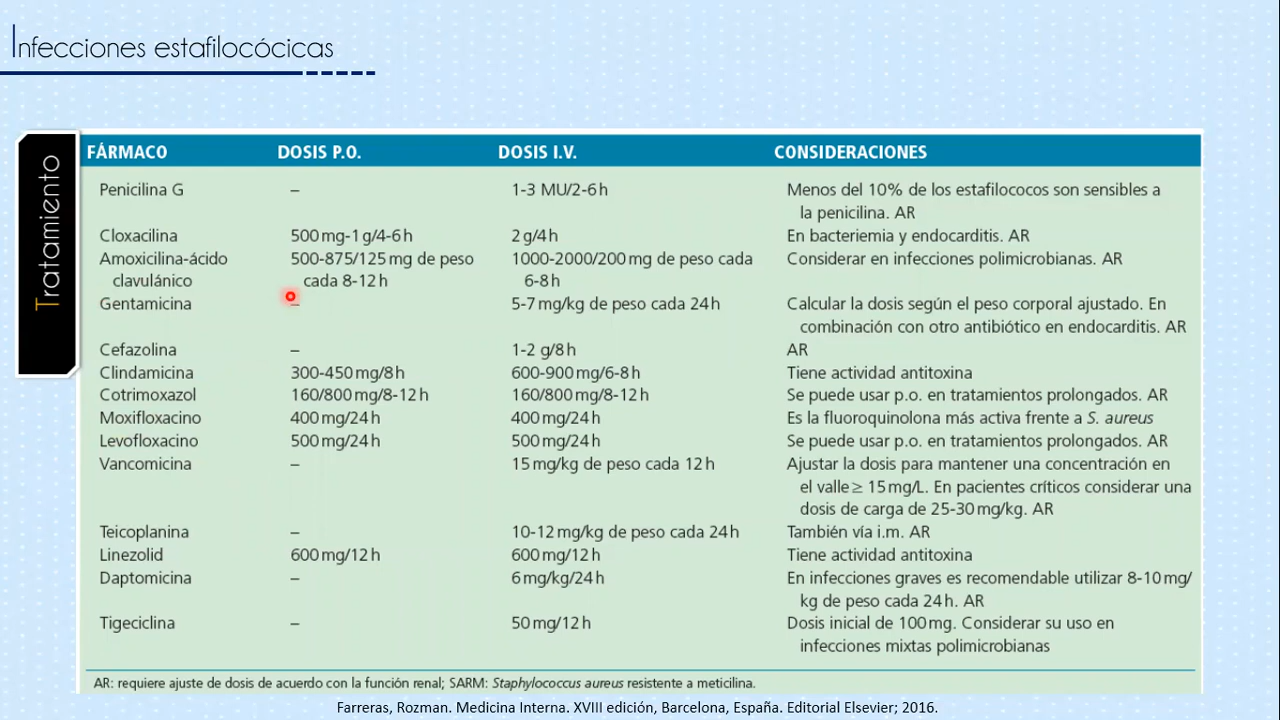 Infecciones estafilocócicas
Tratamiento
FÁRMACO DOSIS P.O. DOSIS I.V. CONSIDERACIONES
Penicilina G – 1-3 MU/2-6 h Menos del 10% de los estafilococos son sensibles a
la penicilina. AR
Cloxacilina 500 mg-1 g/4-6 h 2 g/4 h En bacteriemia y endocarditis. AR
Amoxicilina-ácido 500-875/125 mg de peso 1000-2000/200 mg de peso cada Considerar en infecciones polimicrobianas. AR
clavulánico cada 8-12 h 6-8 h
Gentamicina – 5-7 mg/kg de peso cada 24 h Calcular la dosis según el peso corporal ajustado. En
combinación con otro antibiótico en endocarditis. AR
Cefazolina – 1-2 g/8 h AR
Clindamicina 300-450 mg/8 h 600-900 mg/6-8 h Tiene actividad antitoxina
Cotrimoxazol 160/800 mg/8-12 h 160/800 mg/8-12 h Se puede usar p.o. en tratamientos prolongados. AR
Moxifloxacino 400 mg/24 h 400 mg/24 h Es la fluoroquinolona más activa frente a S. aureus
Levofloxacino 500 mg/24 h 500 mg/24 h Se puede usar p.o. en tratamientos prolongados. AR
Vancomicina – 15 mg/kg de peso cada 12 h Ajustar la dosis para mantener una concentración en
el valle ≥ 15 mg/L. En pacientes críticos considerar una
dosis de carga de 25-30 mg/kg. AR
Teicoplanina – 10-12 mg/kg de peso cada 24 h También vía i.m. AR
Linezolid 600 mg/12 h 600 mg/12 h Tiene actividad antitoxina
Daptomicina – 6 mg/kg/24 h En infecciones graves es recomendable utilizar 8-10 mg/
kg de peso cada 24 h. AR
Tigeciclina – 50 mg/12 h Dosis inicial de 100 mg. Considerar su uso en
infecciones mixtas polimicrobianas
AR: requiere ajuste de dosis de acuerdo con la función renal; SARM: Staphylococcus aureus resistente a meticilina.
Farreras, Rozman. Medicina Interna. XVIII edición, Barcelona, España. Editorial Elsevier; 2016.